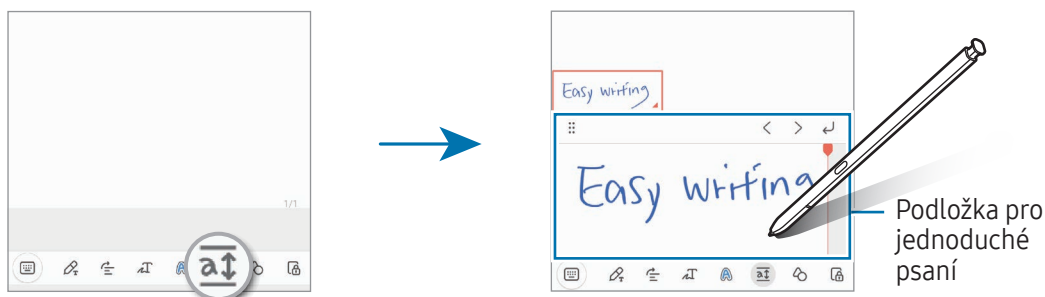 1/1
Easy writing
Easy writing
Podložka pro
jednoduché
psaní